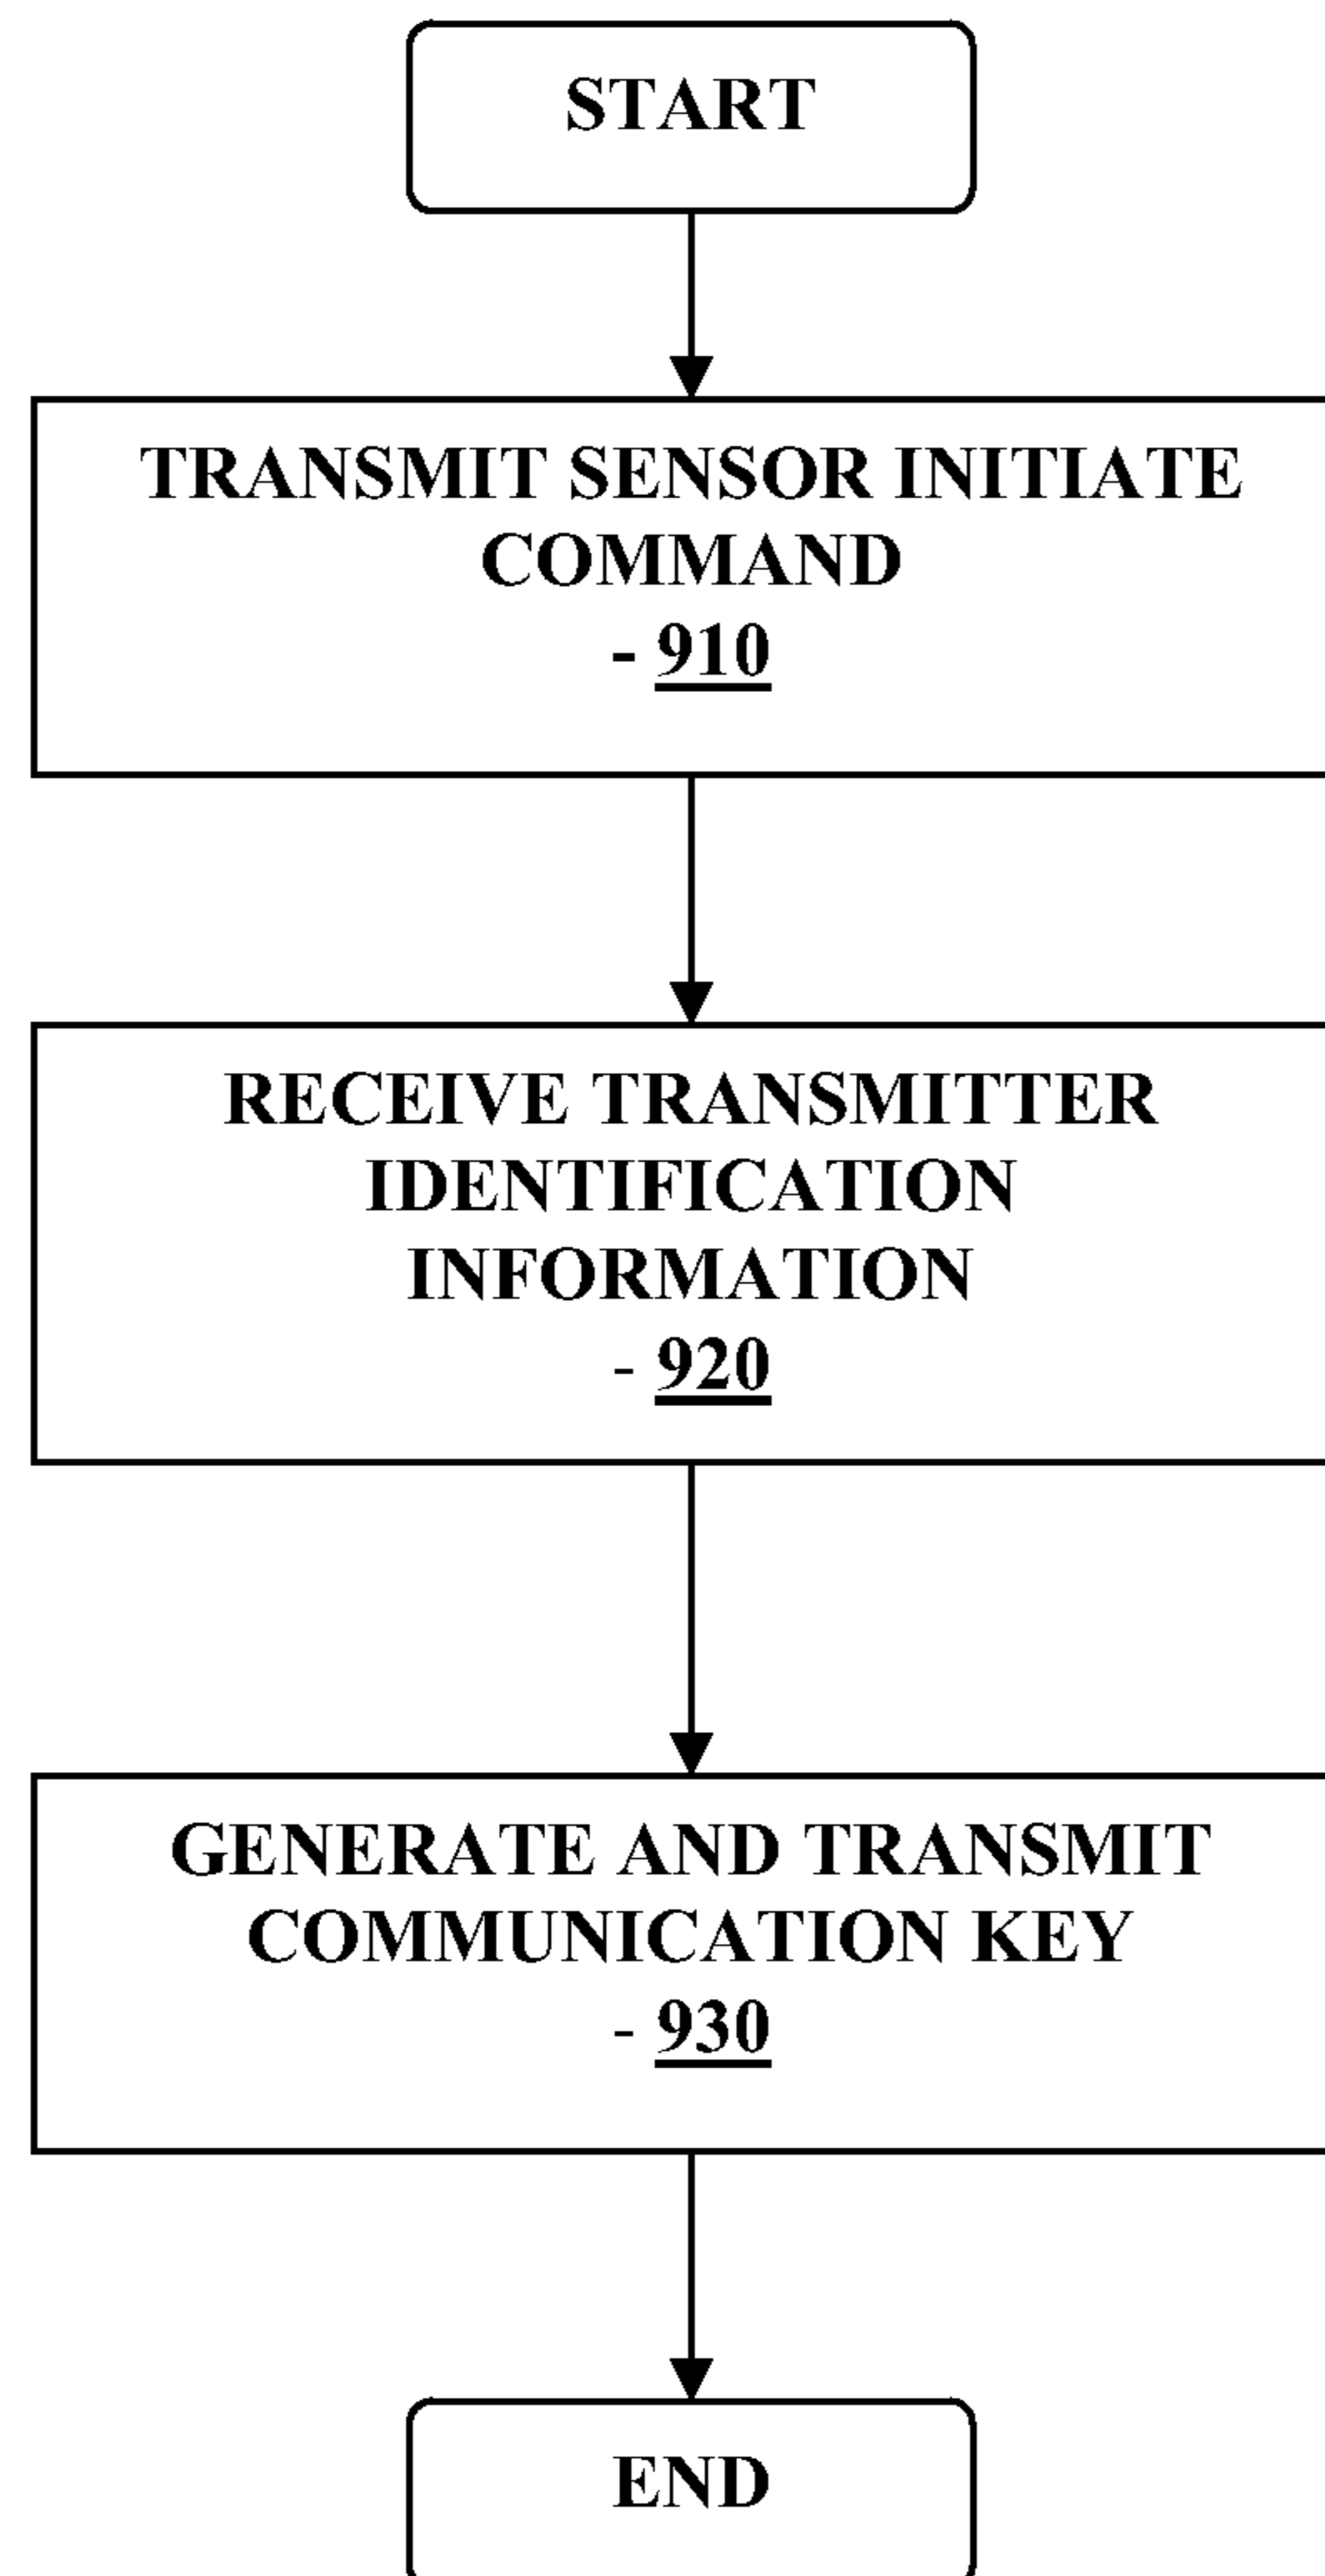 START
TRANSMIT SENSOR INITIATE
COMMAND
- 910
RECEIVE TRANSMITTER
IDENTIFICATION
INFORMATION
- 920
GENERATE AND TRANSMIT
COMMUNICATION KEY
- 930
END